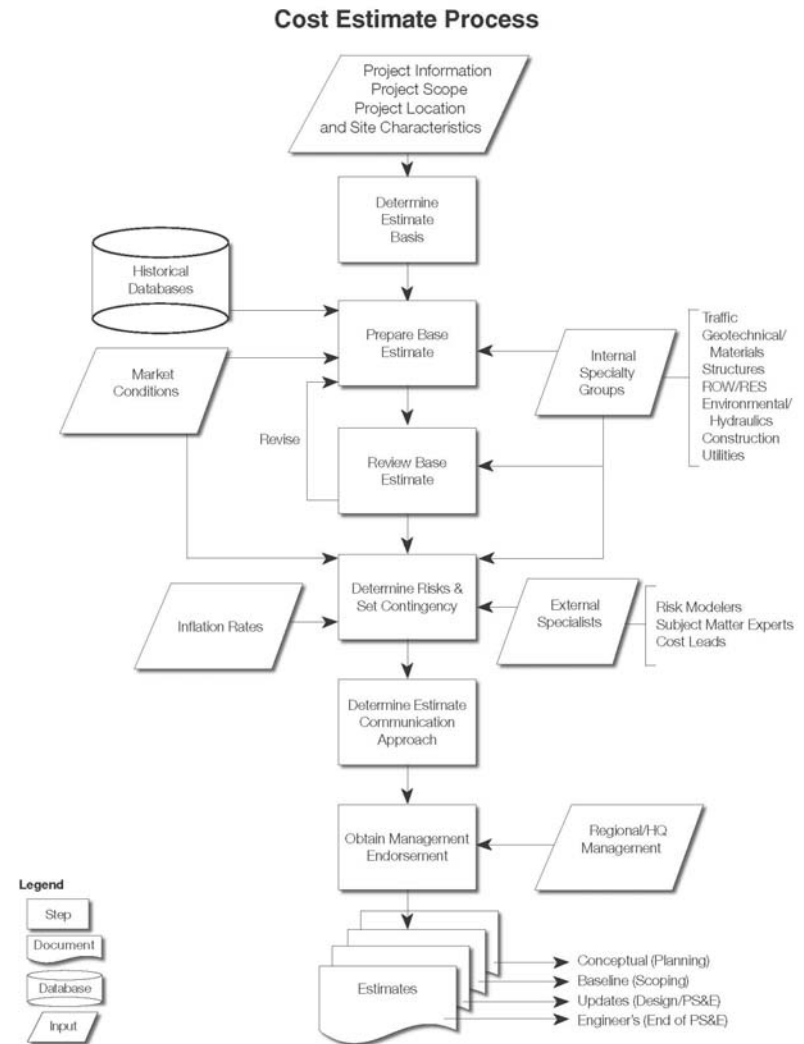 Cost Estimate Process
Project Information
Project Scope
Project Location
and Site Characteristics
Determine
Estimate
Basis
Historical
Databases
Prepare Base
Estimate
Market
Conditions
Internal
Specialty
Groups
Traffic
Geotechnical/
Materials
Structures
ROW/RES
Environmental/
Hydraulics
Construction
Utilities
Revise
Review Base
Estimate
Determine Risks &
Set Contingency
Inflation Rates
External
Specialists
Risk Modelers
Subject Matter Experts
Cost Leads
Determine Estimate
Communication
Approach
Obtain Management
Endorsement
Regional/HQ
Management
Legend
Step
Document
Database
Input
Estimates
Conceptual (Planning)
Baseline (Scoping)
Updates (Design/PS&E)
Engineer's (End of PS&E)